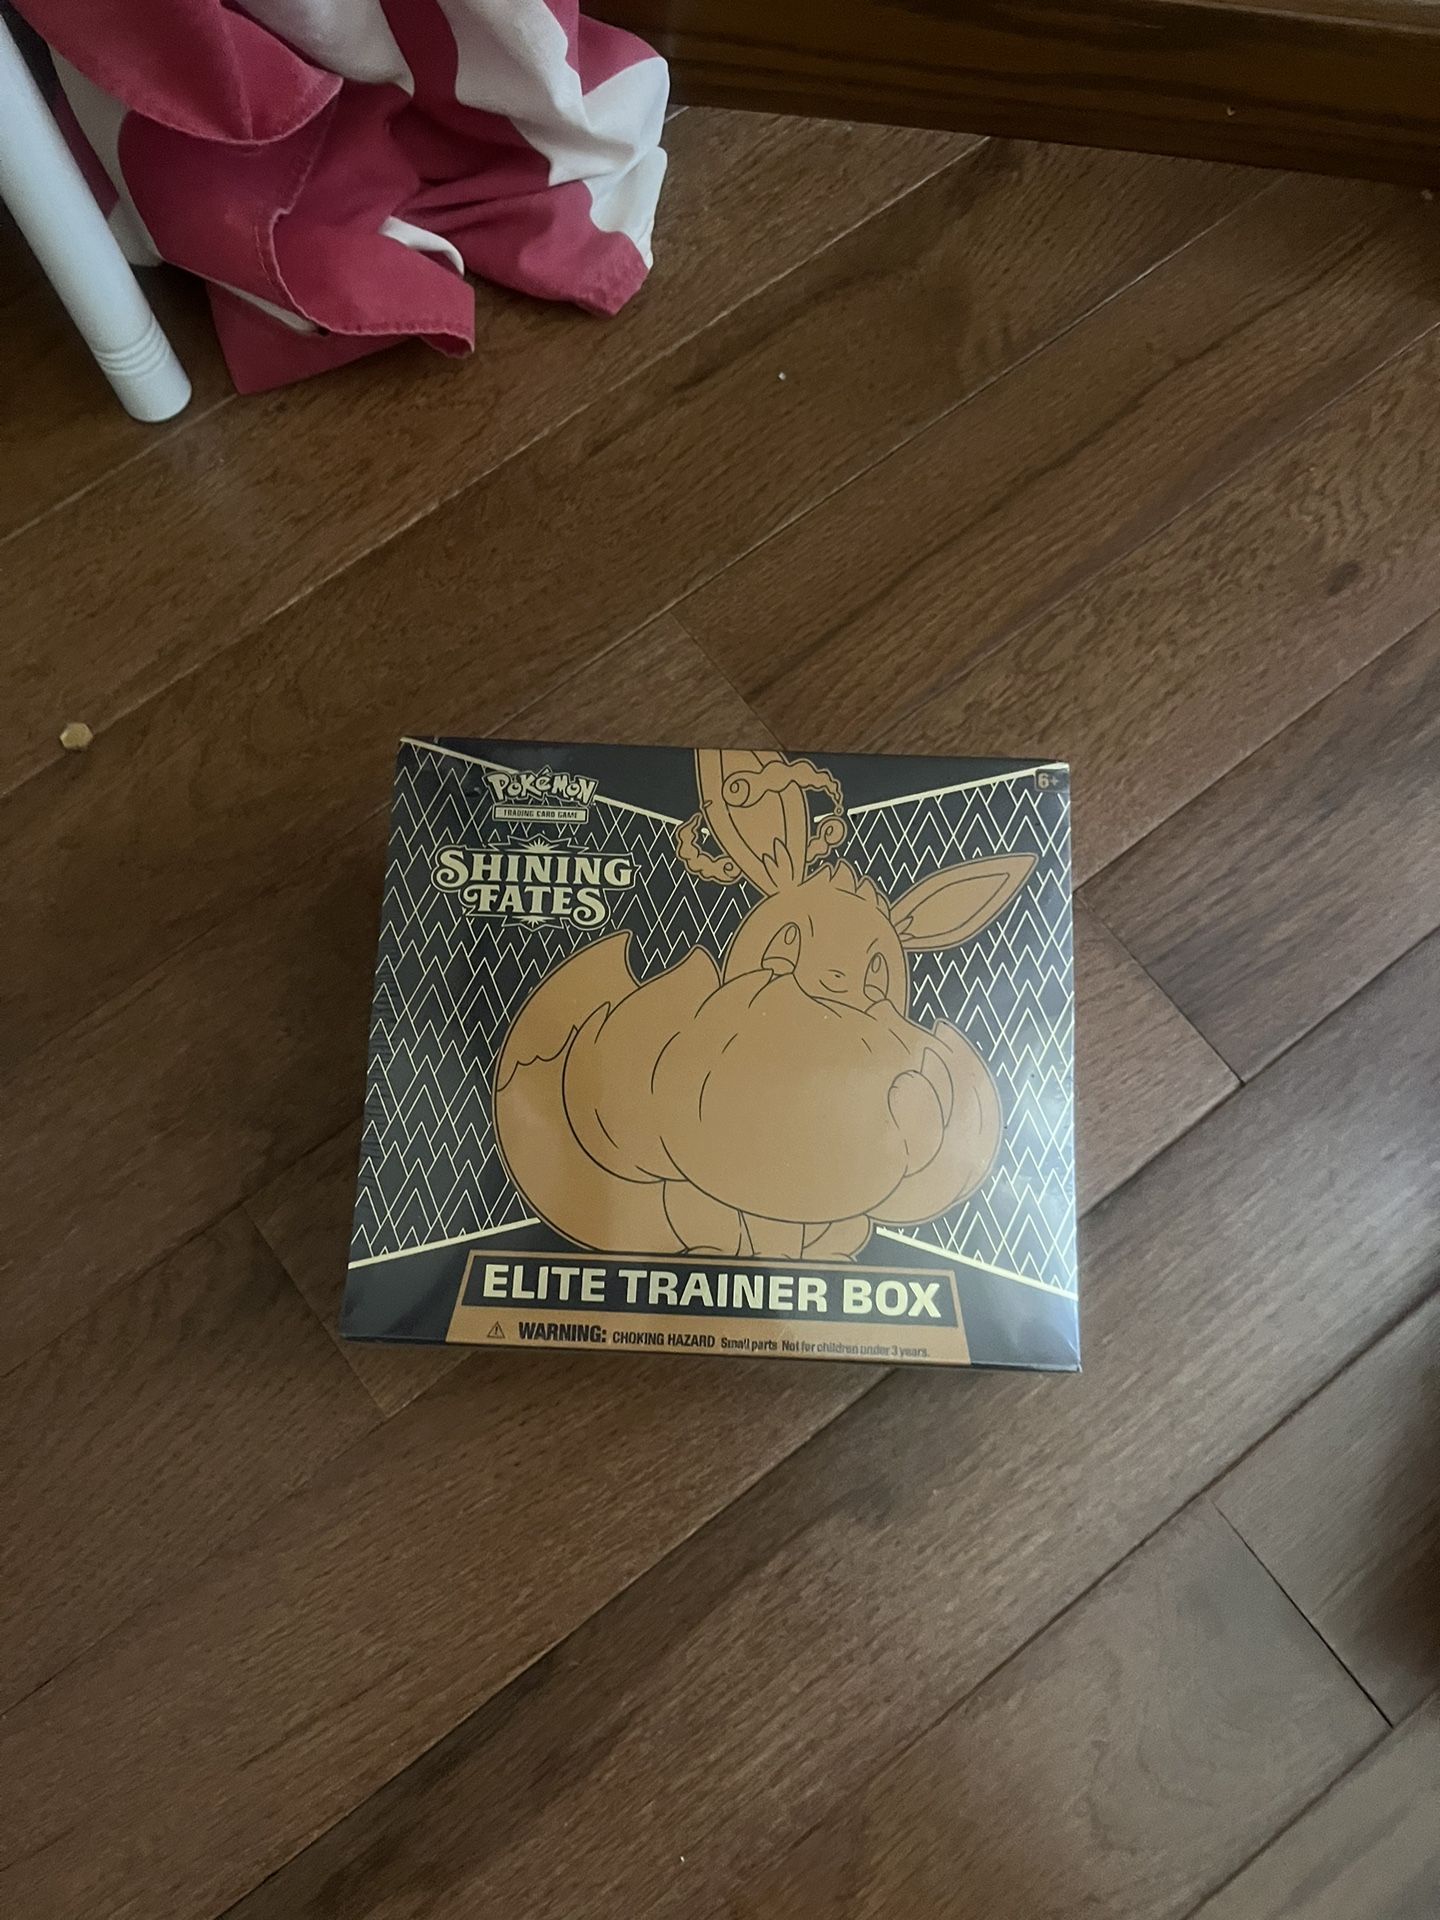 POKÉMON
TRADING CARD GAME
6+
SHINING
FATES
ELITE TRAINER BOX
⚠ WARNING: CHOKING HAZARD Small parts Not for children under 3 years.